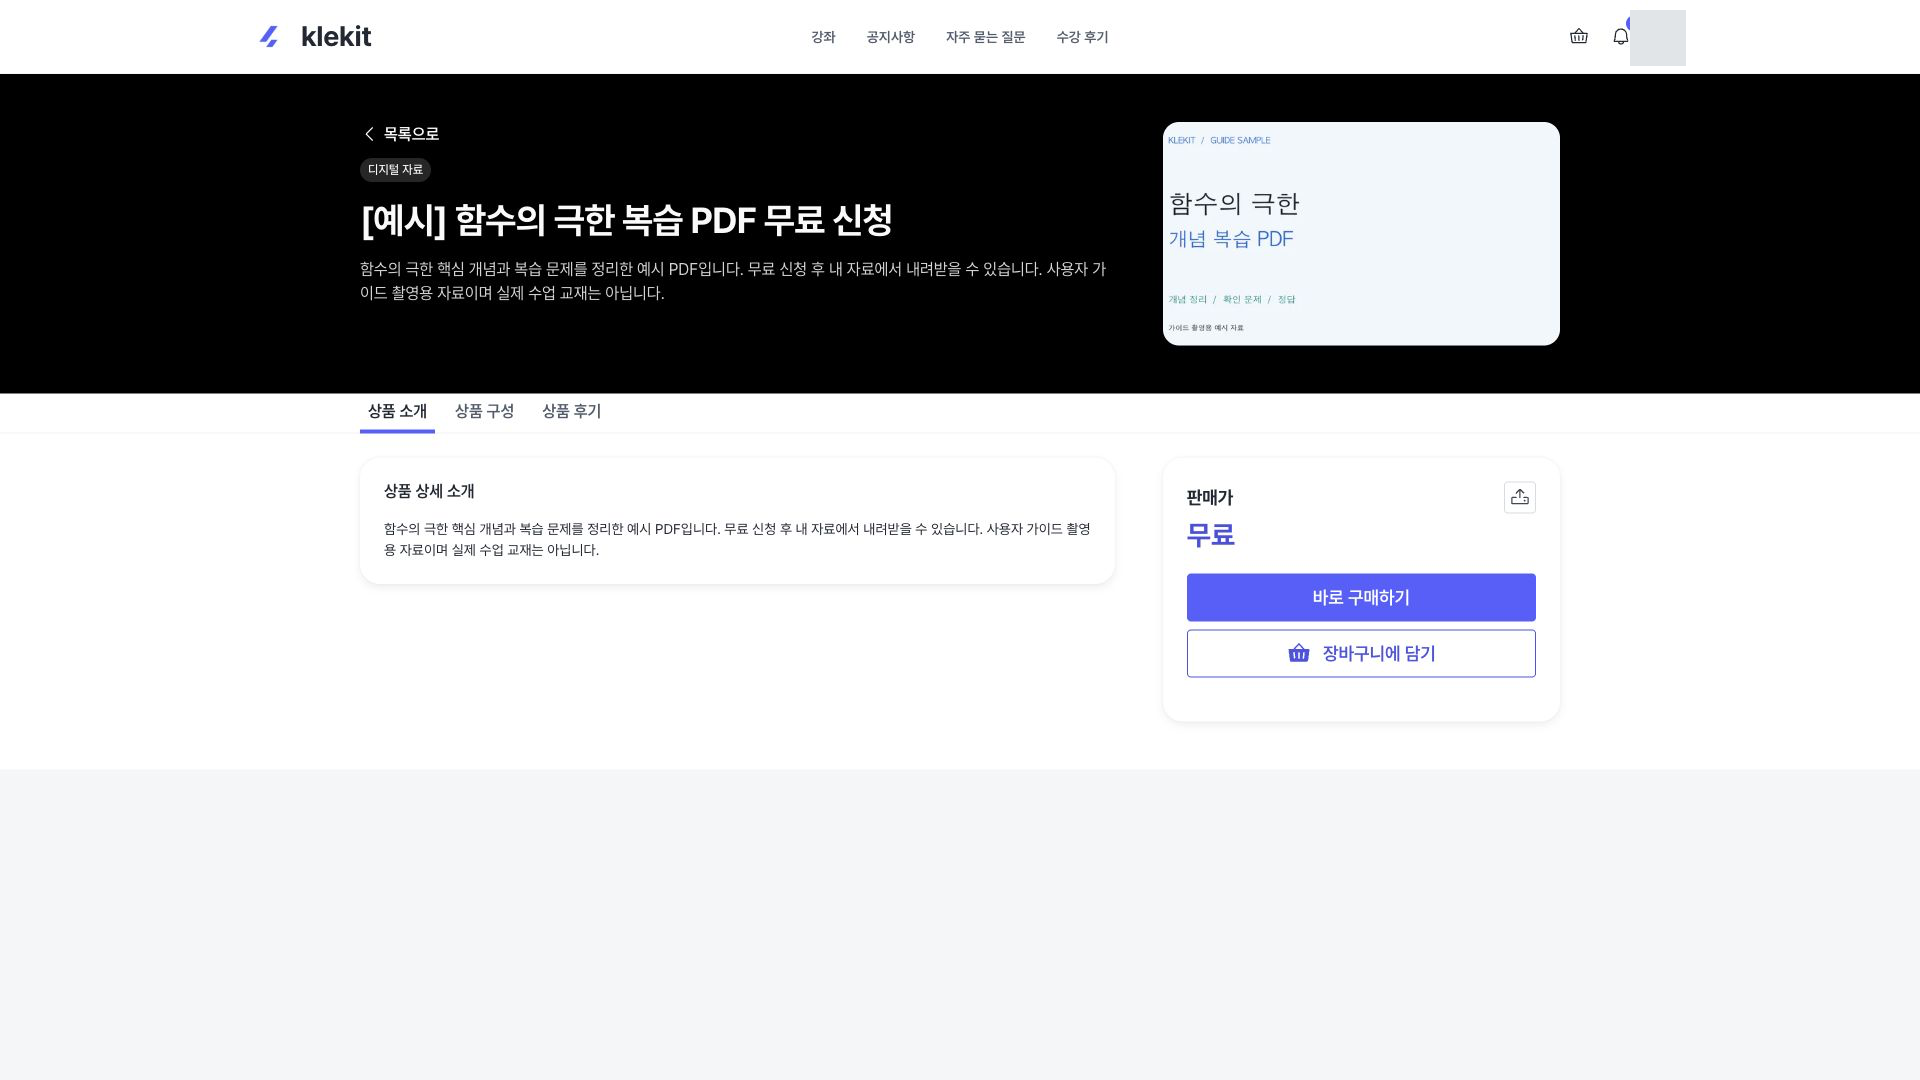 klekit
강좌
공지사항
자주 묻는 질문
수강 후기
목록으로
디지털 자료
[예시] 함수의 극한 복습 PDF 무료 신청
함수의 극한 핵심 개념과 복습 문제를 정리한 예시 PDF입니다. 무료 신청 후 내 자료에서 내려받을 수 있습니다. 사용자 가
이드 촬영용 자료이며 실제 수업 교재는 아닙니다.
KLEKIT / GUIDE SAMPLE
함수의 극한
개념 복습 PDF
개념 정리 / 확인 문제 / 정답
가이드 촬영용 예시 자료
상품 소개
상품 구성
상품 후기
상품 상세 소개
함수의 극한 핵심 개념과 복습 문제를 정리한 예시 PDF입니다. 무료 신청 후 내 자료에서 내려받을 수 있습니다. 사용자 가이드 촬영
용 자료이며 실제 수업 교재는 아닙니다.
판매가
무료
바로 구매하기
장바구니에 담기